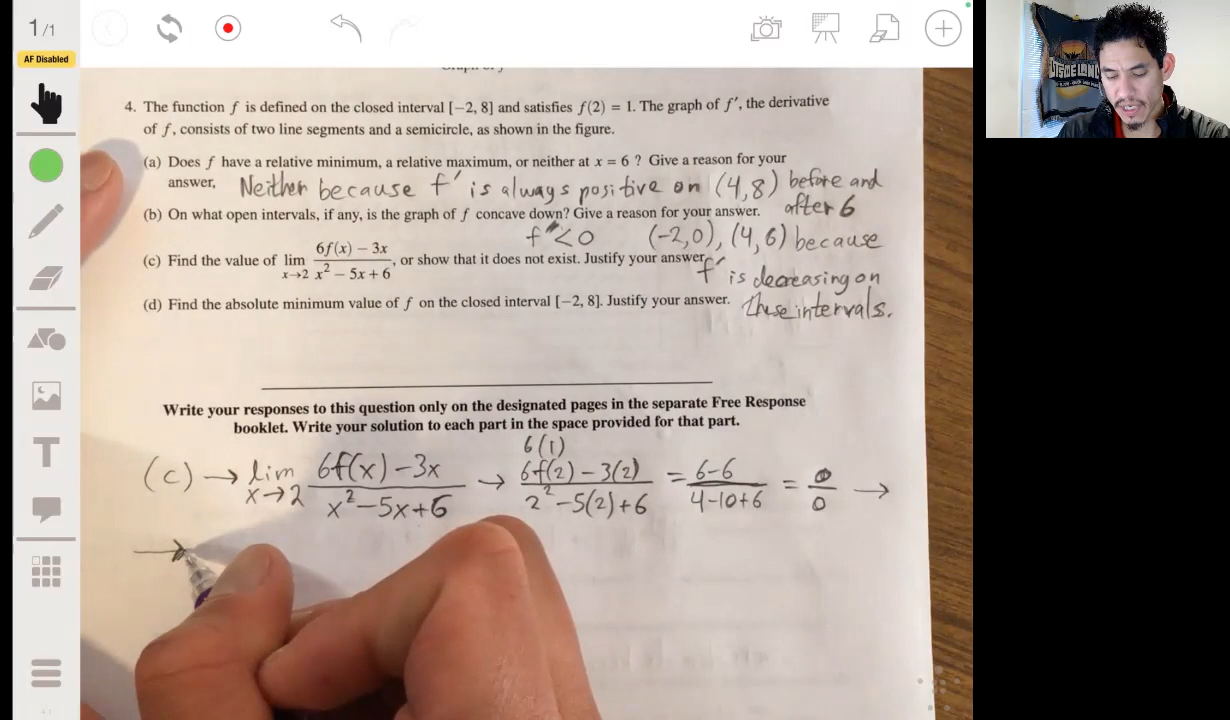 1/1
AF Disabled
4. The function f is defined on the closed interval [−2, 8] and satisfies f(2) = 1. The graph of f′, the derivative
of f, consists of two line segments and a semicircle, as shown in the figure.
(a) Does f have a relative minimum, a relative maximum, or neither at x = 6 ? Give a reason for your
answer. Neither because f′ is always positive on (4,8) before and
after 6
(b) On what open intervals, if any, is the graph of f concave down? Give a reason for your answer.
f″<0 (-2,0), (4,6) because
(c) Find the value of lim x→2 (6f(x) − 3x)/(x² − 5x + 6), or show that it does not exist. Justify your answer.
f′ is decreasing on
(d) Find the absolute minimum value of f on the closed interval [−2, 8]. Justify your answer.
these intervals.
Write your responses to this question only on the designated pages in the separate Free Response
booklet. Write your solution to each part in the space provided for that part.
6(1)
(c) → lim x→2 (6f(x)−3x)/(x²−5x+6) → (6f(2)−3(2))/(2²−5(2)+6) = (6−6)/(4−10+6) = 0/0 →
→
T